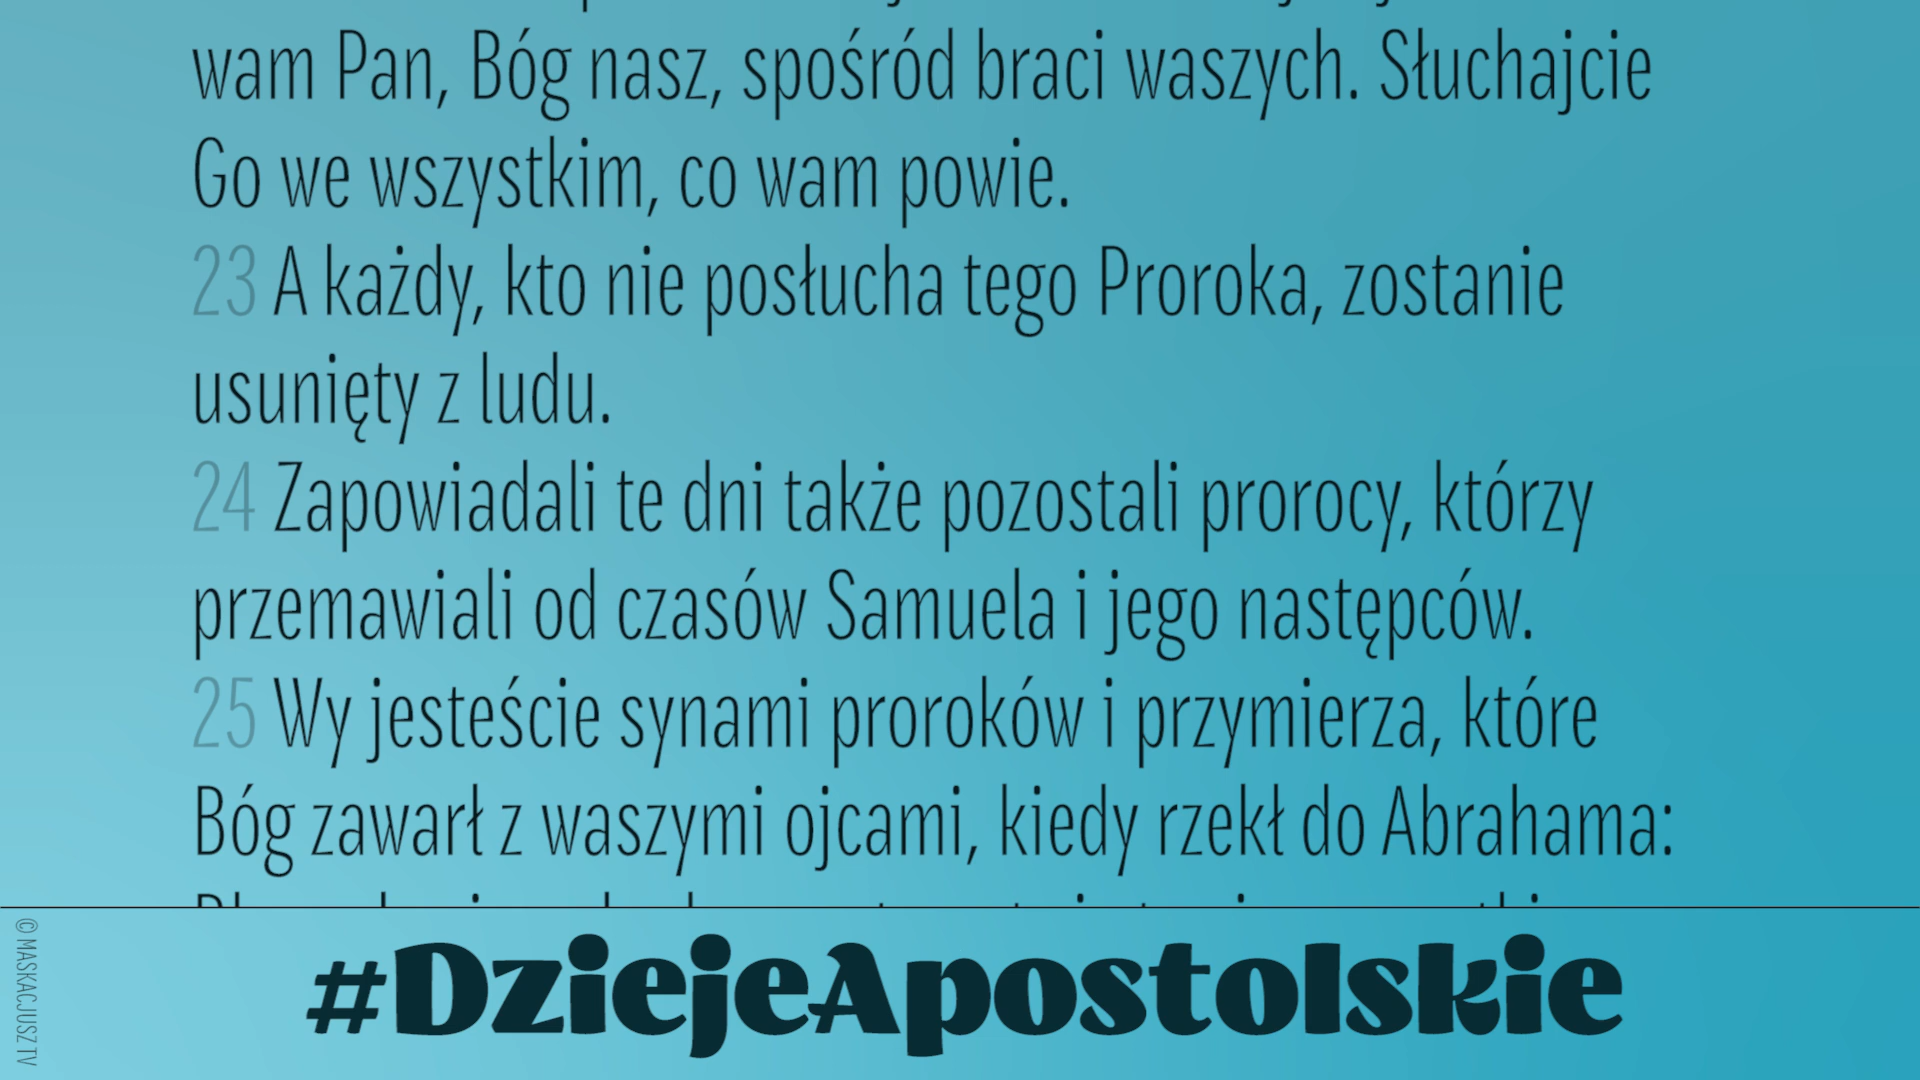 wam Pan, Bóg nasz, spośród braci waszych. Słuchajcie
Go we wszystkim, co wam powie.
23 A każdy, kto nie posłucha tego Proroka, zostanie
usunięty z ludu.
24 Zapowiadali te dni także pozostali prorocy, którzy
przemawiali od czasów Samuela i jego następców.
25 Wy jesteście synami proroków i przymierza, które
Bóg zawarł z waszymi ojcami, kiedy rzekł do Abrahama:
#DziejeApostolskie
© MASKACJUSZ TV